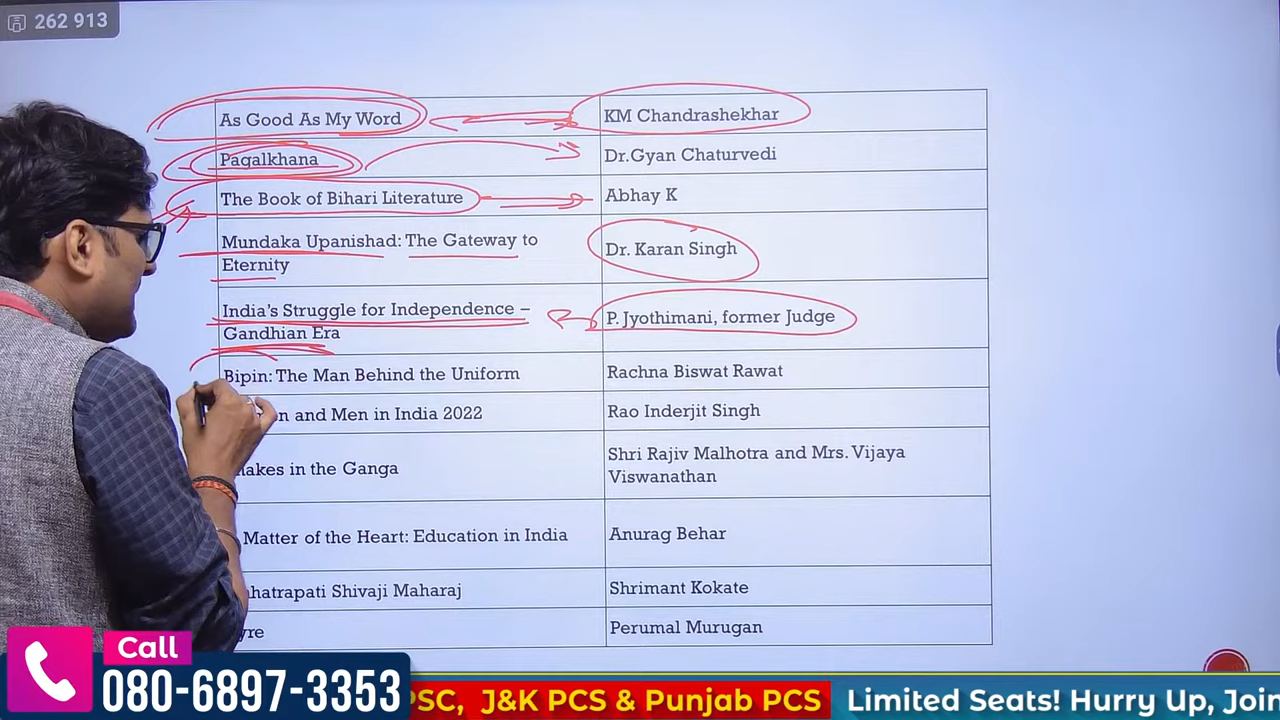 262 913
As Good As My Word KM Chandrashekhar
Pagalkhana Dr.Gyan Chaturvedi
The Book of Bihari Literature Abhay K
Mundaka Upanishad: The Gateway to
Eternity
Dr. Karan Singh
India's Struggle for Independence –
Gandhian Era
P. Jyothimani, former Judge
Bipin: The Man Behind the Uniform Rachna Biswat Rawat
and Men in India 2022 Rao Inderjit Singh
in the Ganga
Shri Rajiv Malhotra and Mrs. Vijaya
Viswanathan
Matter of the Heart: Education in India Anurag Behar
Shivaji Maharaj Shrimant Kokate
Perumal Murugan
Call
080-6897-3353
PSC, J&K PCS & Punjab PCS
Limited Seats! Hurry Up, Join